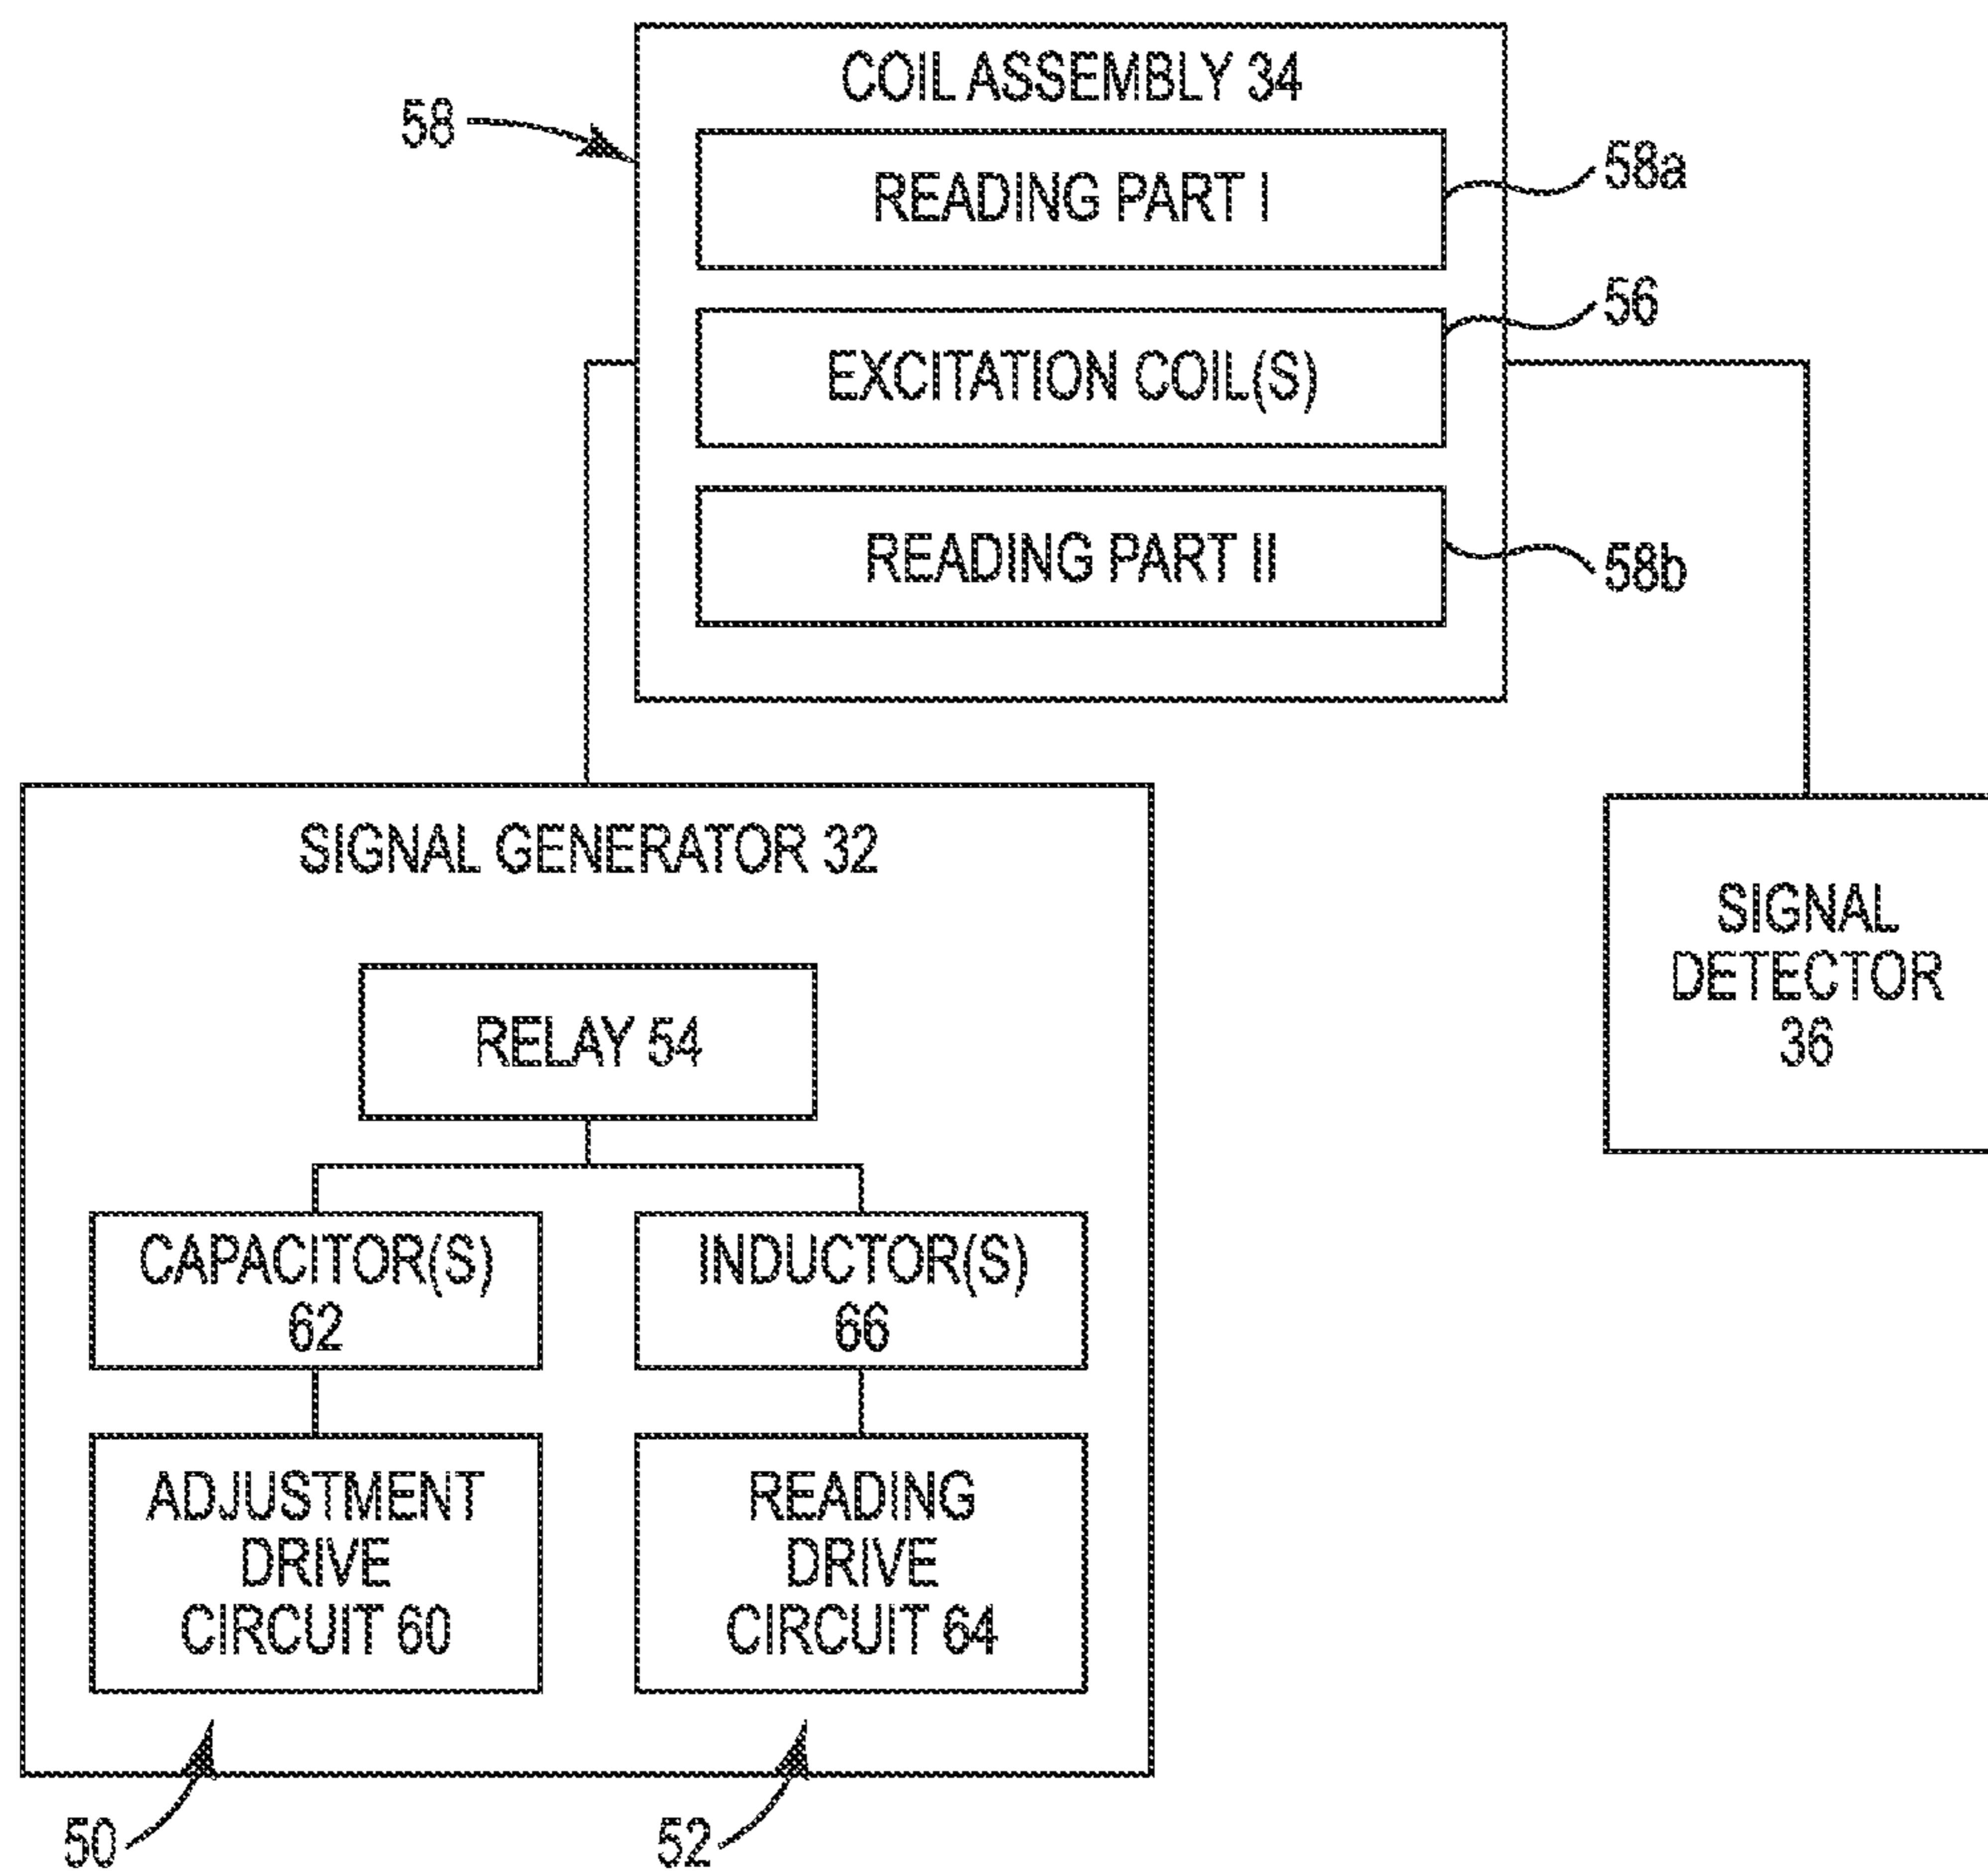 COIL ASSEMBLY 34
58
READING PART I
58a
EXCITATION COIL(S)
56
READING PART II
58b
SIGNAL GENERATOR 32
RELAY 54
CAPACITOR(S)
62
INDUCTOR(S)
66
ADJUSTMENT
DRIVE
CIRCUIT 60
READING
DRIVE
CIRCUIT 64
50
52
SIGNAL
DETECTOR
36